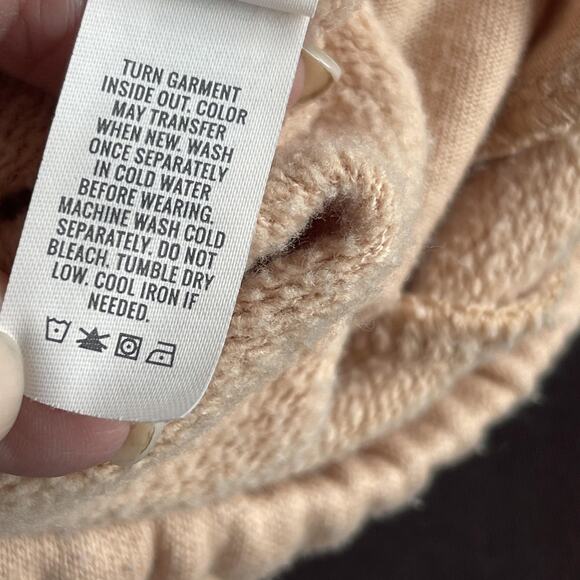 TURN GARMENT
INSIDE OUT. COLOR
MAY TRANSFER
WHEN NEW. WASH
ONCE SEPARATELY
IN COLD WATER
BEFORE WEARING.
MACHINE WASH COLD
SEPARATELY. DO NOT
BLEACH. TUMBLE DRY
LOW. COOL IRON IF
NEEDED.